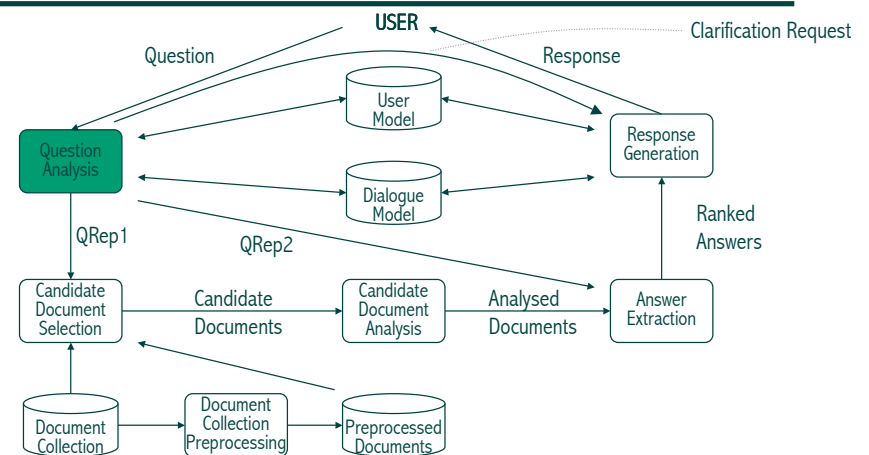 USER
Clarification Request
Question
Response
User
Model
Question
Analysis
Response
Generation
Dialogue
Model
Ranked
Answers
QRep1
QRep2
Candidate
Document
Selection
Candidate
Documents
Candidate
Document
Analysis
Analysed
Documents
Answer
Extraction
Document
Collection
Document
Collection
Preprocessing
Preprocessed
Documents